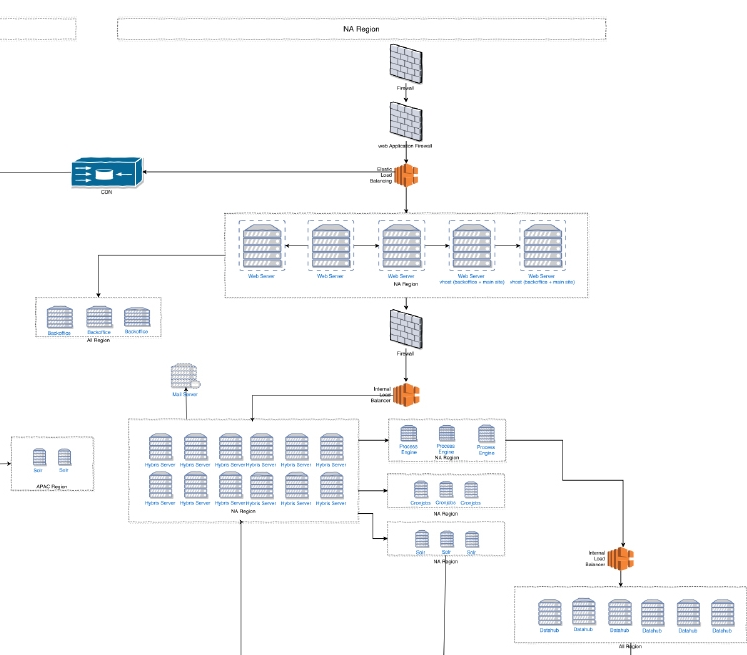 NA Region
Firewall
web Application Firewall
Elastic
Load
Balancing
CDN
Web Server
Web Server
Web Server
Web Server
vhost (backoffice + main site)
Web Server
vhost (backoffice + main site)
NA Region
Backoffice
Backoffice
Backoffice
All Region
Firewall
Mail Server
Internal
Load
Balancer
Hybris Server
Hybris Server
Hybris Server
Hybris Server
Hybris Server
Hybris Server
Hybris Server
Hybris Server
Hybris Server
Hybris Server
Hybris Server
Hybris Server
NA Region
Process
Engine
Process
Engine
Process
Engine
NA Region
Solr
Solr
APAC Region
Cronjobs
Cronjobs
Cronjobs
NA Region
Solr
Solr
Solr
NA Region
Internal
Load
Balancer
Datahub
Datahub
Datahub
Datahub
Datahub
Datahub
All Region